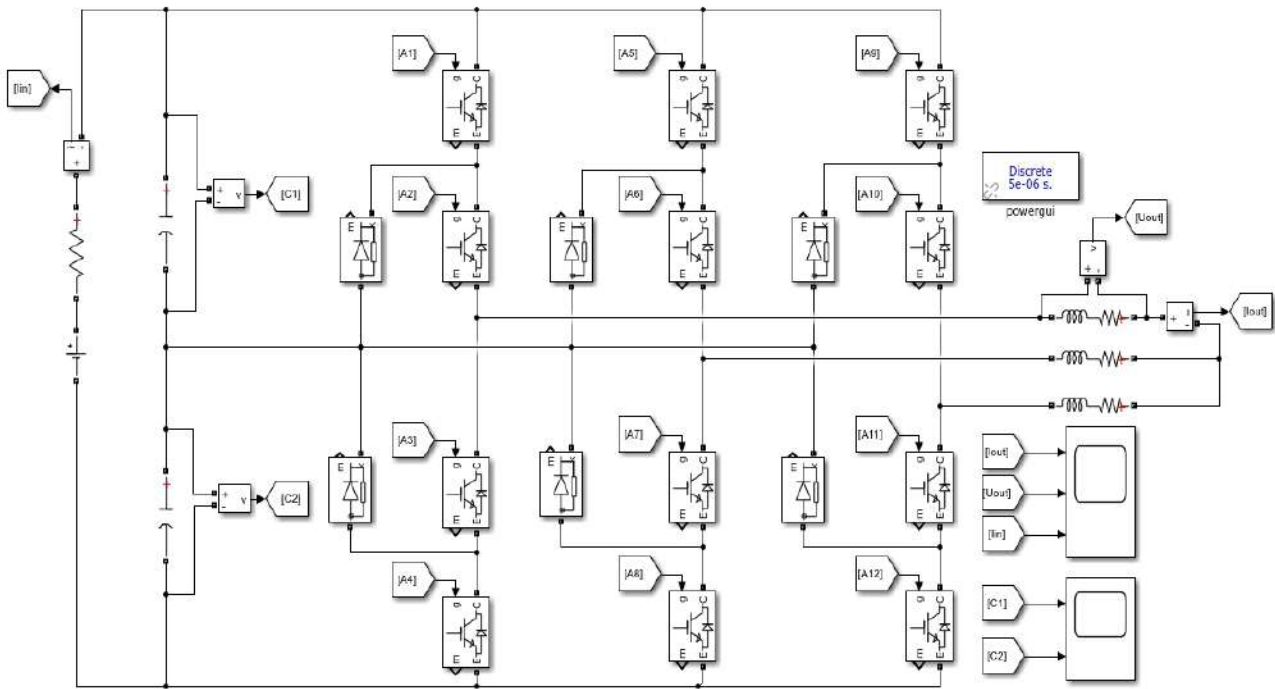 [A1]
[A5]
[A9]
[Iin]
g C
g C
g C
m E
m E
m E
Discrete
5e-06 s.
powergui
[C1]
[A2]
[A6]
[A10]
[Uout]
g C
g C
g C
m
m
m
m E
m E
m E
[Iout]
[A3]
[A7]
[A11]
g C
g C
g C
[Iout]
m
m
m
[C2]
[Uout]
m E
m E
m E
[Iin]
[A4]
[A8]
[A12]
g C
g C
g C
[C1]
m E
m E
m E
[C2]